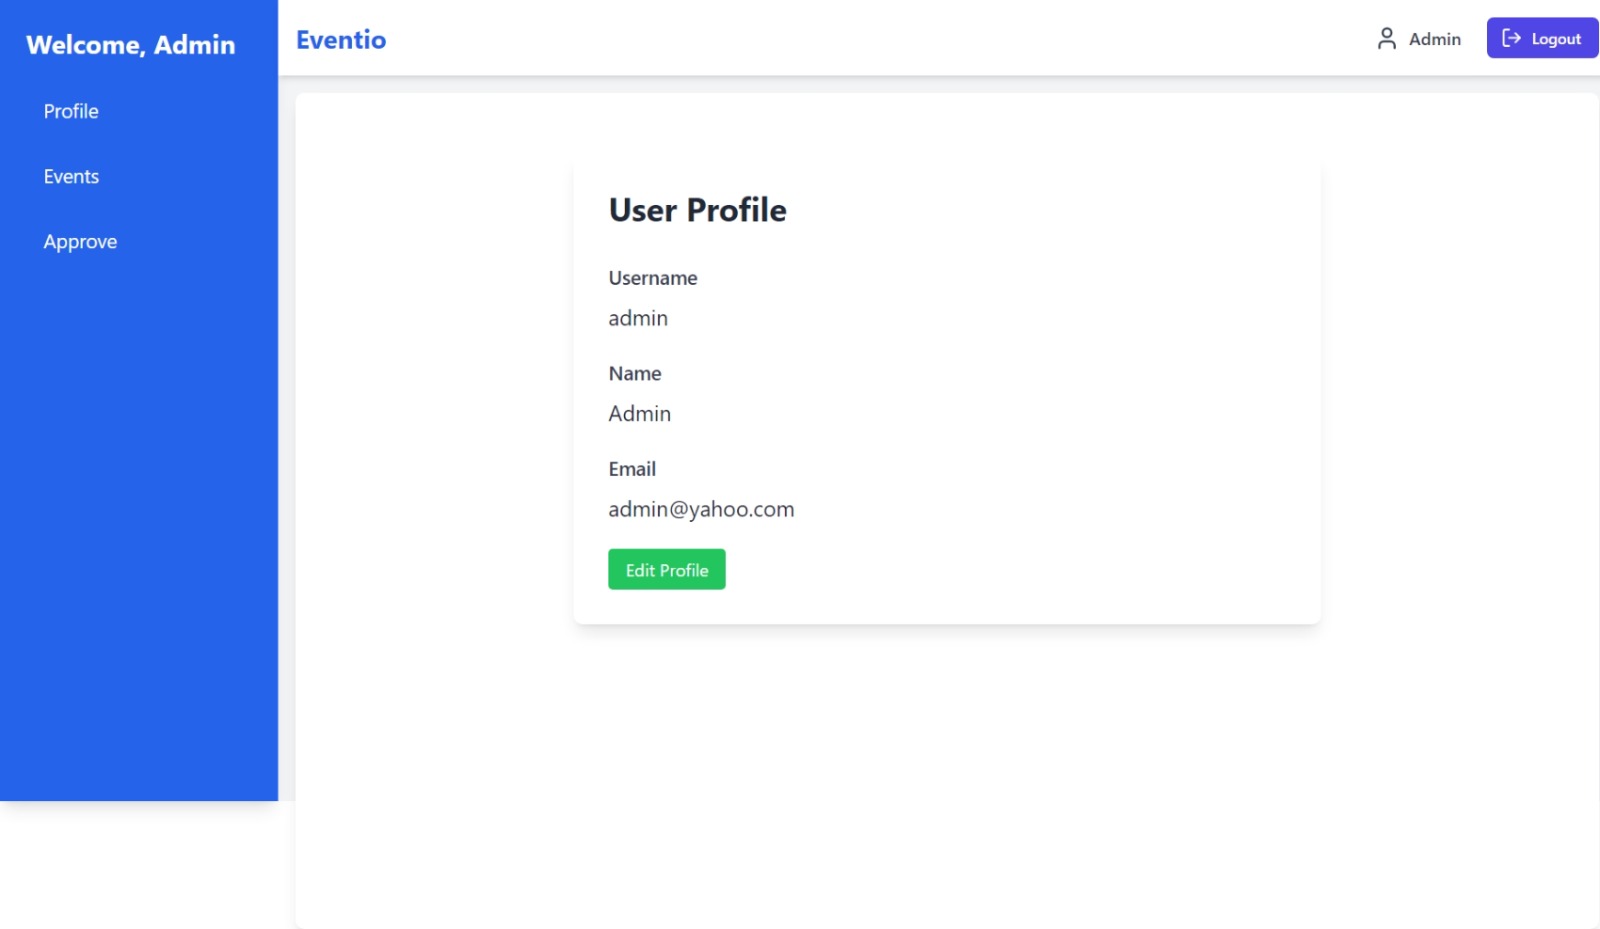 Welcome, Admin
Profile
Events
Approve
Eventio
Admin
Logout
User Profile
Username
admin
Name
Admin
Email
admin@yahoo.com
Edit Profile